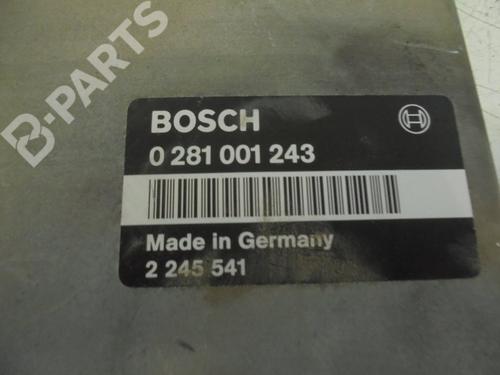 B-PARTS
BOSCH
0 281 001 243
Made in Germany
2 245 541